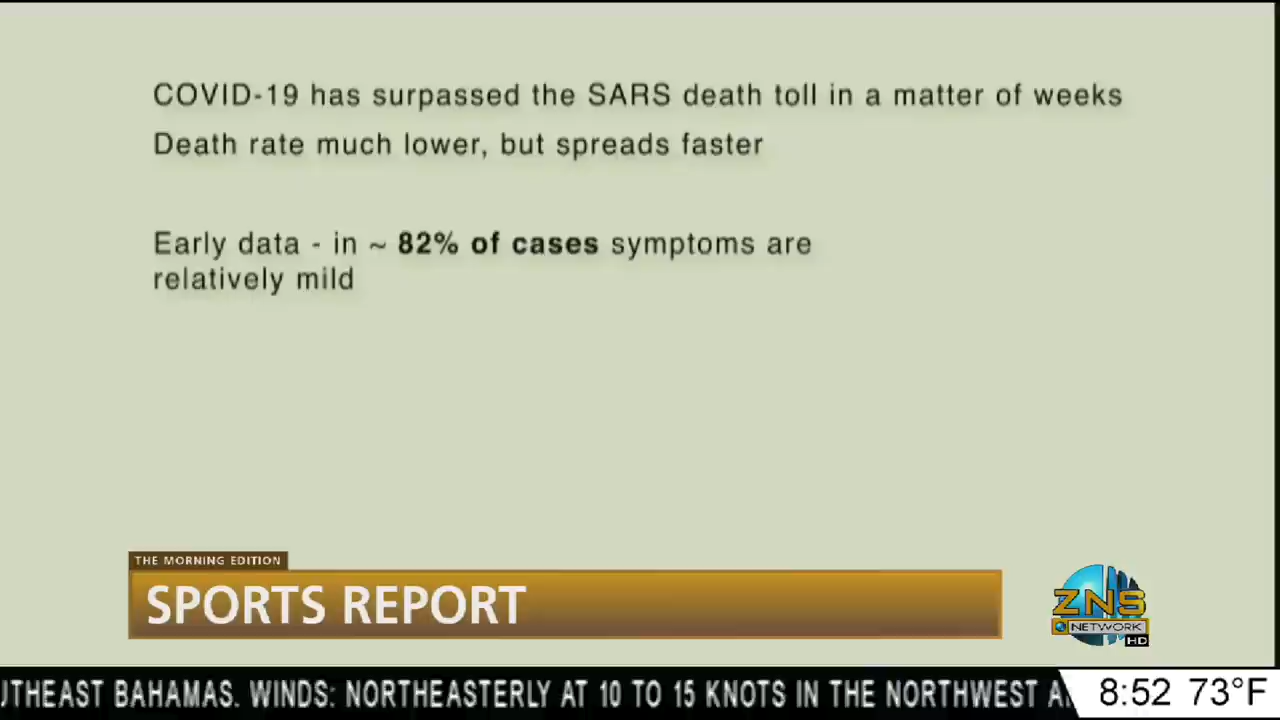 COVID-19 has surpassed the SARS death toll in a matter of weeks
Death rate much lower, but spreads faster
Early data - in ~ 82% of cases symptoms are
relatively mild
THE MORNING EDITION
SPORTS REPORT
ZNS
NETWORK
HD
BAHAMAS. WINDS: NORTHEASTERLY AT 10 TO 15 KNOTS IN THE NORTHWEST
8:52 73°F